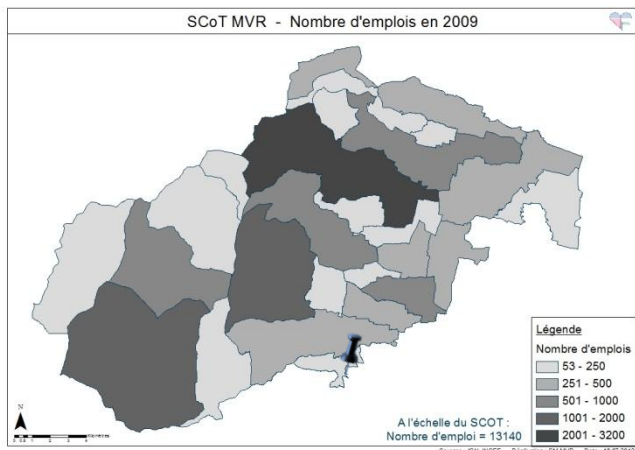 SCoT MVR - Nombre d'emplois en 2009
Légende
Nombre d'emplois
53 - 250
251 - 500
501 - 1000
1001 - 2000
2001 - 3200
N
A l'échelle du SCOT :
Nombre d'emploi = 13140